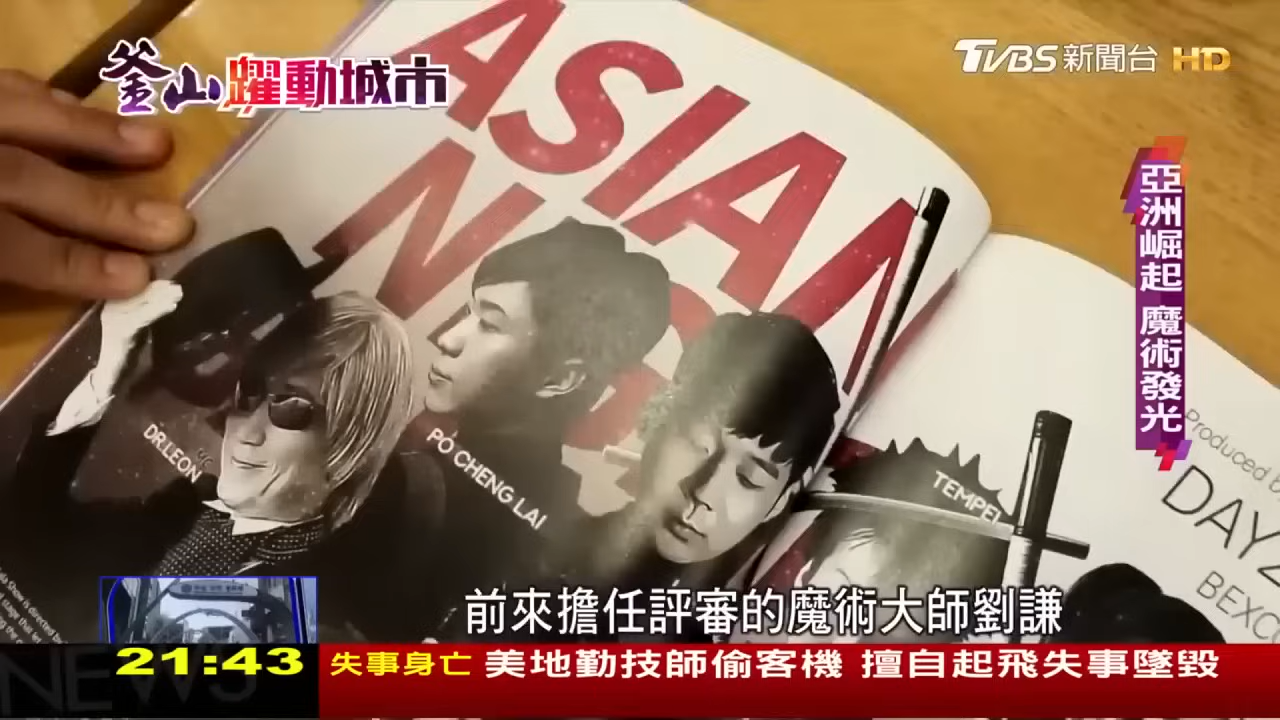 釜山躍動城市
TVBS新聞台 HD
亞洲崛起 魔術發光
ASIAN
DR.LEON
PO CHENG LAI
TEMPEI
Produced
DAY
BEXCO
前來擔任評審的魔術大師劉謙
21:43
失事身亡 美地勤技師偷客機 擅自起飛失事墜毀
NEWS